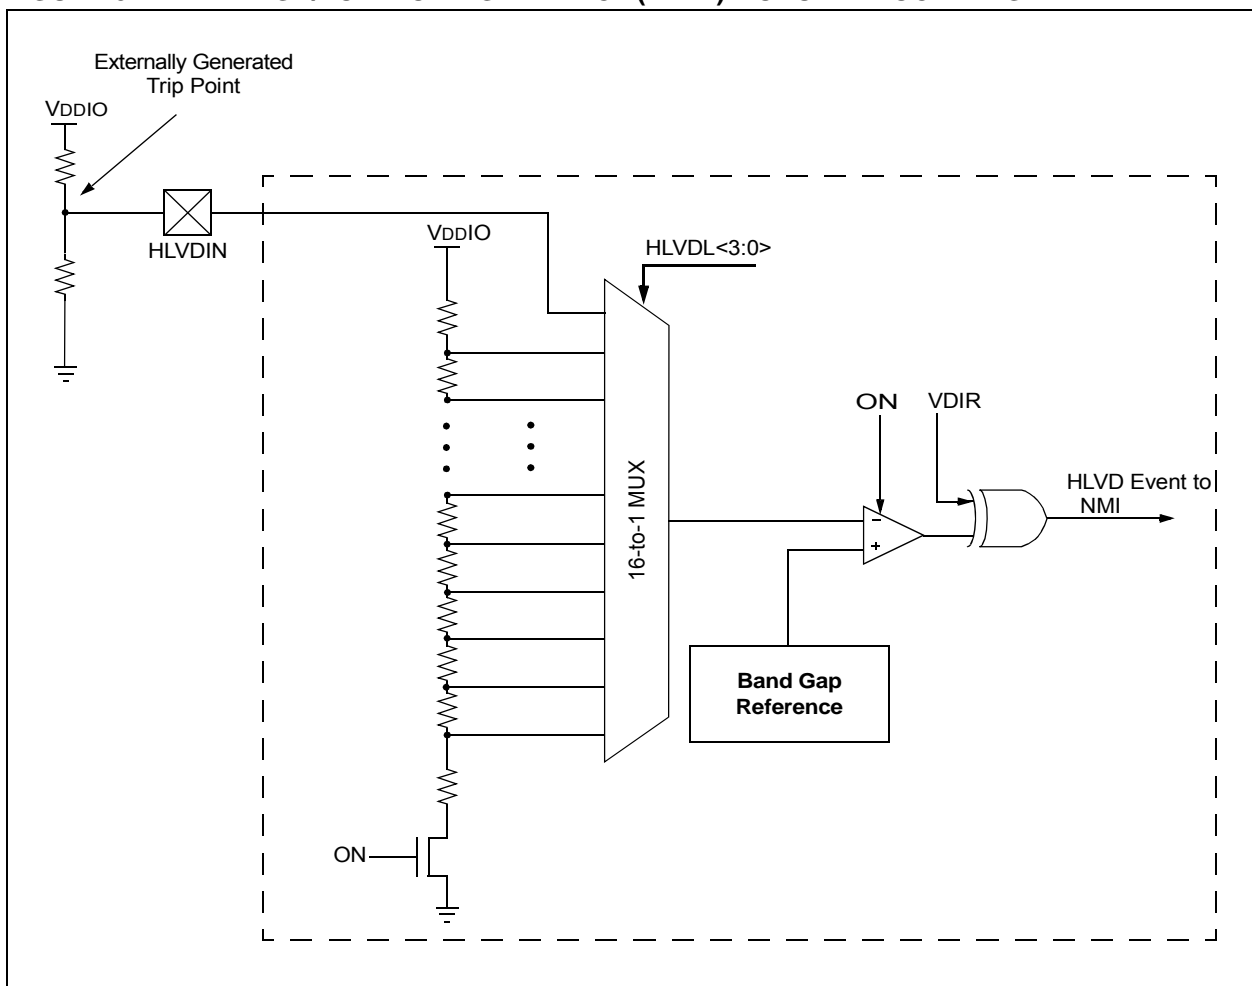 Externally Generated
Trip Point
VDDIO
HLVDIN
VDDIO
HLVDL<3:0>
16-to-1 MUX
ON
VDIR
HLVD Event to
NMI
-
+
Band Gap
Reference
ON